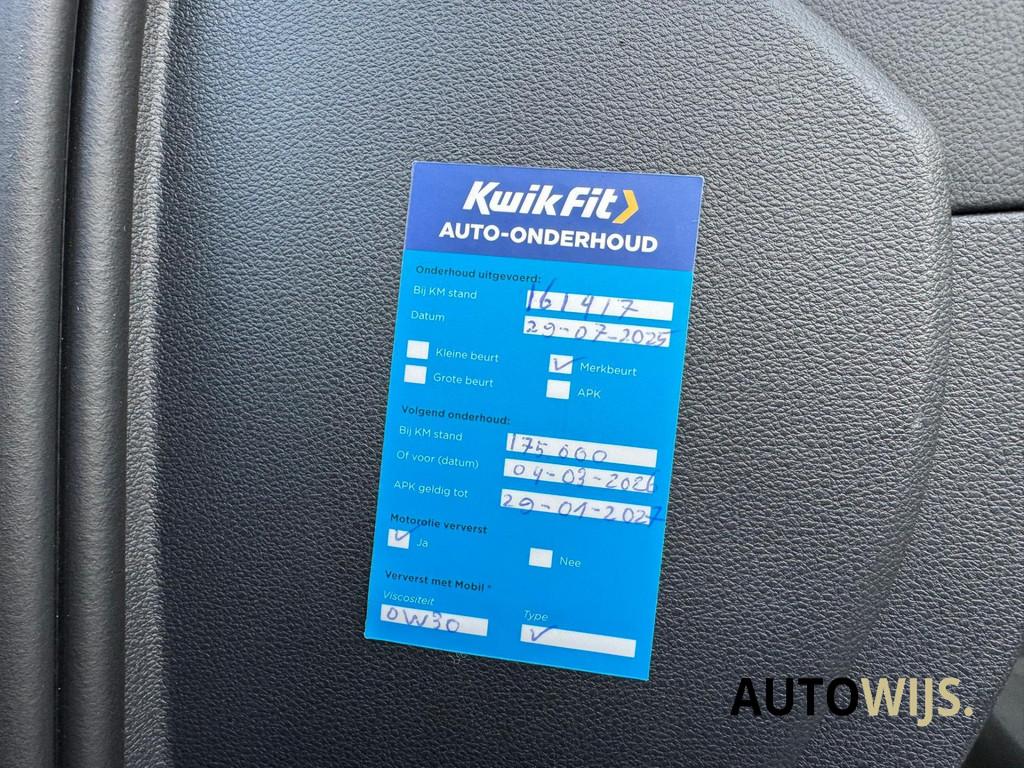 KwikFit
AUTO-ONDERHOUD
Onderhoud uitgevoerd:
Bij KM stand 161417
Datum 29-07-2025
Kleine beurt Merkbeurt
Grote beurt APK
Volgend onderhoud:
Bij KM stand 175.000
Of voor (datum) 04-03-2026
APK geldig tot 29-01-2027
Motorolie ververst
Ja Nee
Ververst met Mobil *
Viscositeit Type
0W30
AUTOWIJS.